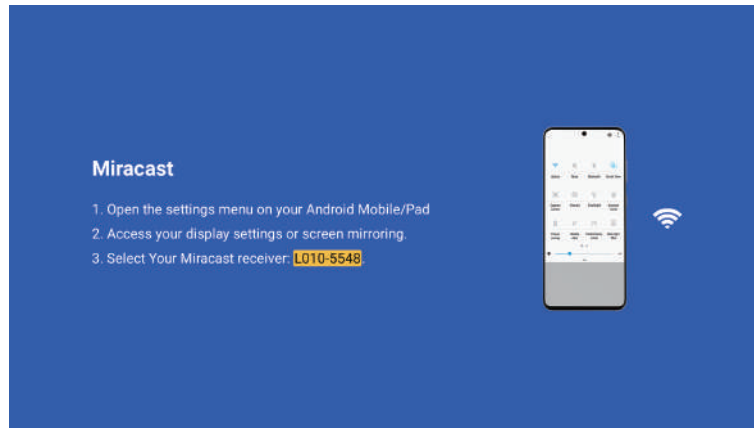 Miracast
1. Open the settings menu on your Android Mobile/Pad
2. Access your display settings or screen mirroring.
3. Select Your Miracast receiver: L010-5548.